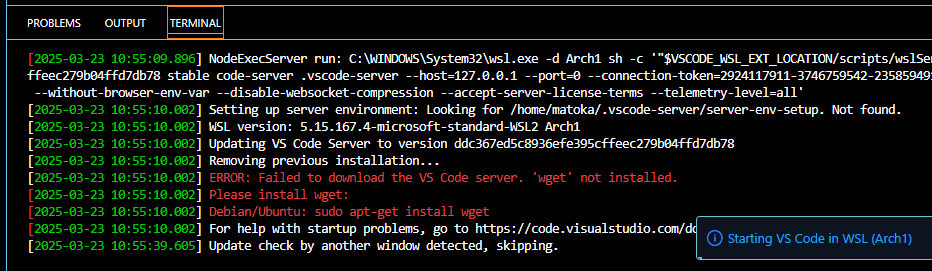 PROBLEMS OUTPUT TERMINAL
[2025-03-23 10:55:09.896] NodeExecServer run: C:\WINDOWS\System32\wsl.exe -d Arch1 sh -c '"$VSCODE_WSL_EXT_LOCATION/scripts/wslSer
ffeec279b04ffd7db78 stable code-server .vscode-server --host=127.0.0.1 --port=0 --connection-token=2924117911-3746759542-23585949
--without-browser-env-var --disable-websocket-compression --accept-server-license-terms --telemetry-level=all'
[2025-03-23 10:55:10.002] Setting up server environment: Looking for /home/matoka/.vscode-server/server-env-setup. Not found.
[2025-03-23 10:55:10.002] WSL version: 5.15.167.4-microsoft-standard-WSL2 Arch1
[2025-03-23 10:55:10.002] Updating VS Code Server to version ddc367ed5c8936efe395cffeec279b04ffd7db78
[2025-03-23 10:55:10.002] Removing previous installation...
[2025-03-23 10:55:10.002] ERROR: Failed to download the VS Code server. 'wget' not installed.
[2025-03-23 10:55:10.002] Please install wget:
[2025-03-23 10:55:10.002] Debian/Ubuntu: sudo apt-get install wget
[2025-03-23 10:55:10.002] For help with startup problems, go to https://code.visualstudio.com/do
[2025-03-23 10:55:39.605] Update check by another window detected, skipping.
Starting VS Code in WSL (Arch1)